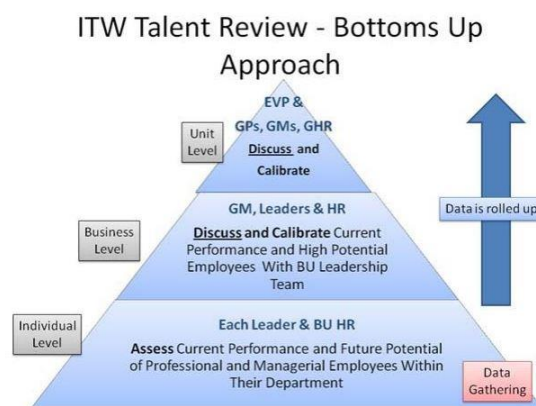 ITW Talent Review - Bottoms Up
Approach
EVP &
GPs, GMs, GHR
Discuss and
Calibrate
Unit
Level
GM, Leaders & HR
Discuss and Calibrate Current
Performance and High Potential
Employees With BU Leadership
Team
Business
Level
Data is rolled up
Each Leader & BU HR
Assess Current Performance and Future Potential
of Professional and Managerial Employees Within
Their Department
Individual
Level
Data
Gathering